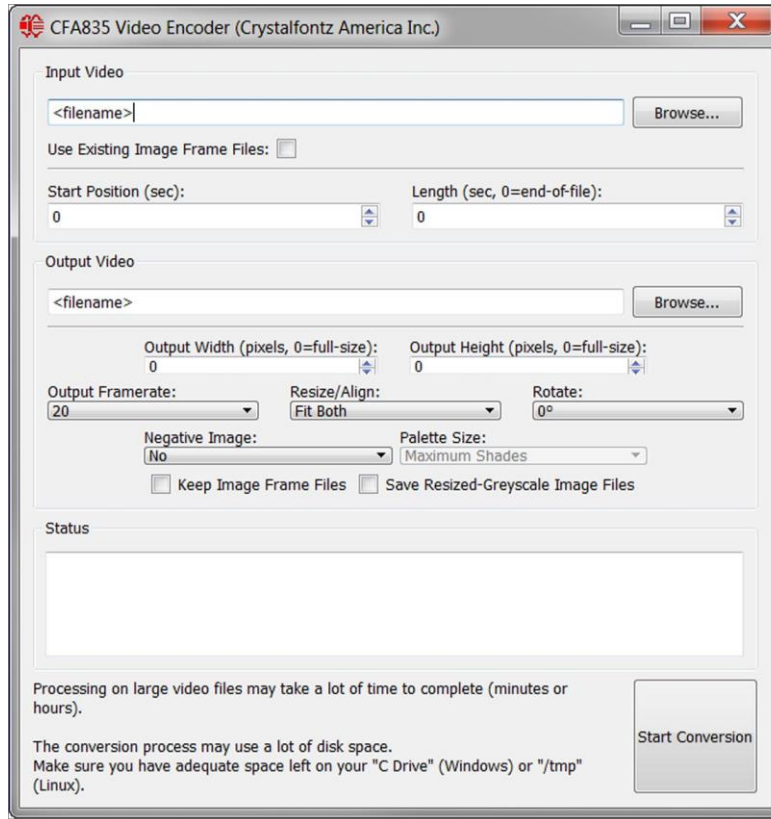 CFA835 Video Encoder (Crystalfontz America Inc.)
Input Video
<filename>
Browse...
Use Existing Image Frame Files:
Start Position (sec):
Length (sec, 0=end-of-file):
0
0
Output Video
<filename>
Browse...
Output Width (pixels, 0=full-size):
Output Height (pixels, 0=full-size):
0
0
Output Framerate:
Resize/Align:
Rotate:
20
Fit Both
0º
Negative Image:
Palette Size:
No
Maximum Shades
Keep Image Frame Files
Save Resized-Greyscale Image Files
Status
Processing on large video files may take a lot of time to complete (minutes or
hours).
The conversion process may use a lot of disk space.
Make sure you have adequate space left on your "C Drive" (Windows) or "/tmp"
(Linux).
Start Conversion